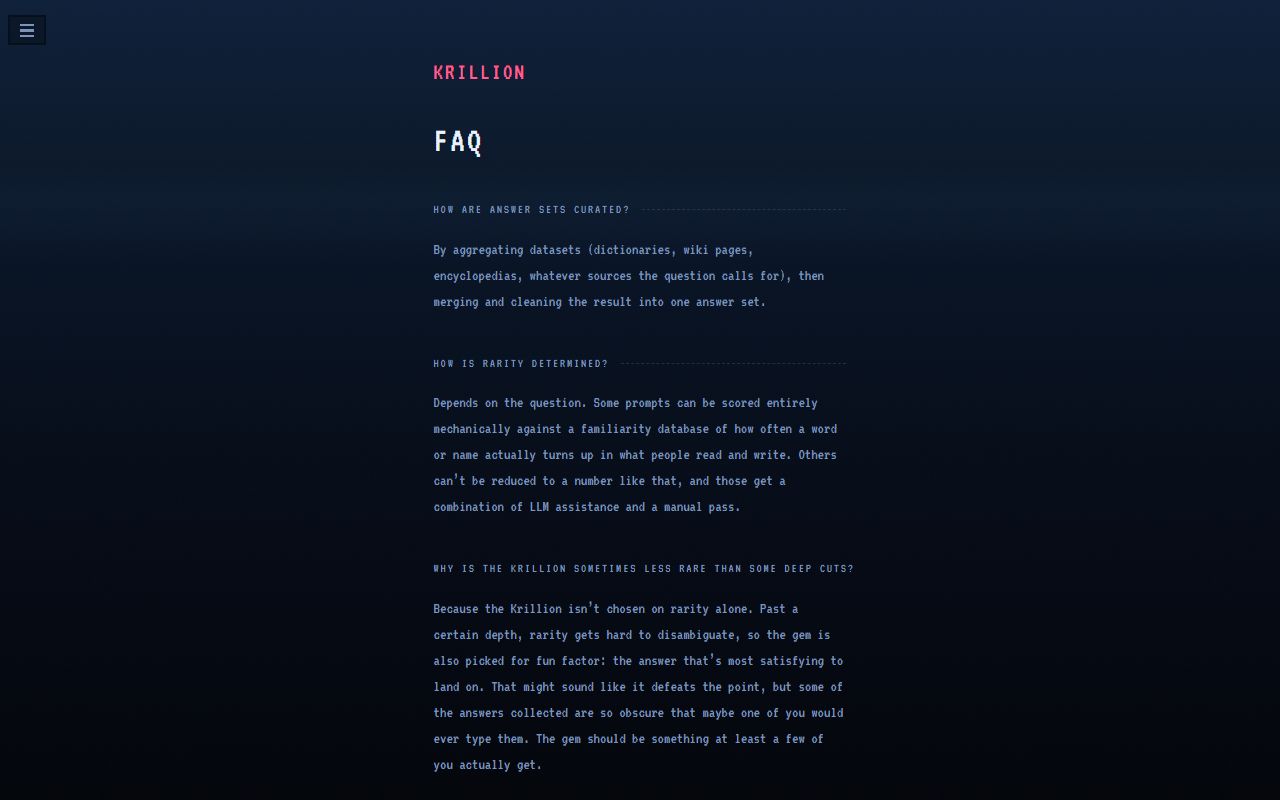 KRILLION
FAQ
HOW ARE ANSWER SETS CURATED?
By aggregating datasets (dictionaries, wiki pages,
encyclopedias, whatever sources the question calls for), then
merging and cleaning the result into one answer set.
HOW IS RARITY DETERMINED?
Depends on the question. Some prompts can be scored entirely
mechanically against a familiarity database of how often a word
or name actually turns up in what people read and write. Others
can't be reduced to a number like that, and those get a
combination of LLM assistance and a manual pass.
WHY IS THE KRILLION SOMETIMES LESS RARE THAN SOME DEEP CUTS?
Because the Krillion isn't chosen on rarity alone. Past a
certain depth, rarity gets hard to disambiguate, so the gem is
also picked for fun factor: the answer that's most satisfying to
land on. That might sound like it defeats the point, but some of
the answers collected are so obscure that maybe one of you would
ever type them. The gem should be something at least a few of
you actually get.